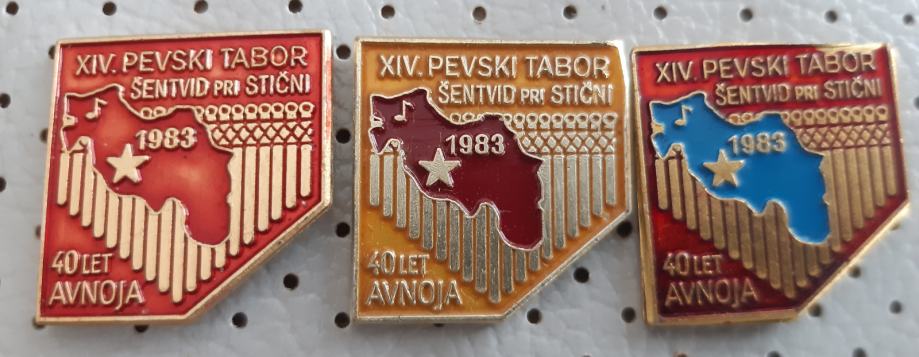 XIV. PEVSKI TABOR
ŠENTVID PRI STIČNI
1983
40 LET
AVNOJA
XIV. PEVSKI TABOR
ŠENTVID PRI STIČNI
1983
40 LET
AVNOJA
XIV. PEVSKI TABOR
ŠENTVID PRI STIČNI
1983
40 LET
AVNOJA